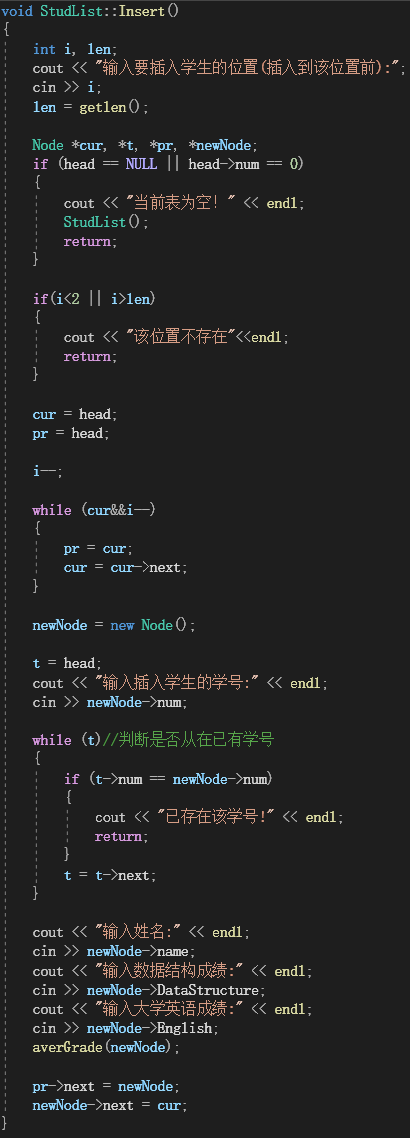 void StudList::Insert()
{
int i, len;
cout << "输入要插入学生的位置(插入到该位置前):";
cin >> i;
len = getlen();
Node *cur, *t, *pr, *newNode;
if (head == NULL || head->num == 0)
{
cout << "当前表为空！" << endl;
StudList();
return;
}
if(i<2 || i>len)
{
cout << "该位置不存在"<<endl;
return;
}
cur = head;
pr = head;
i--;
while (cur&&i--)
{
pr = cur;
cur = cur->next;
}
newNode = new Node();
t = head;
cout << "输入插入学生的学号:" << endl;
cin >> newNode->num;
while (t)//判断是否从在已有学号
{
if (t->num == newNode->num)
{
cout << "已存在该学号!" << endl;
return;
}
t = t->next;
}
cout << "输入姓名:" << endl;
cin >> newNode->name;
cout << "输入数据结构成绩:" << endl;
cin >> newNode->DataStructure;
cout << "输入大学英语成绩:" << endl;
cin >> newNode->English;
averGrade(newNode);
pr->next = newNode;
newNode->next = cur;
}